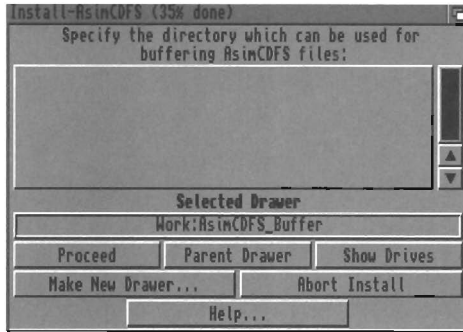 Install-AsimCDFS (35% done)
Specify the directory which can be used for
buffering AsimCDFS files:
Selected Drawer
Work:AsimCDFS_Buffer
Proceed Parent Drawer Show Drives
Make New Drawer... Abort Install
Help...